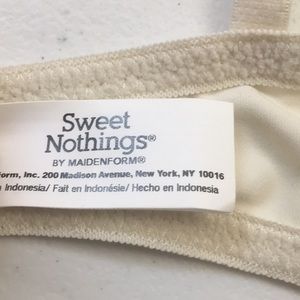 Sweet
Nothings®
BY MAIDENFORM®
form, Inc. 200 Madison Avenue, New York, NY 10016
Indonesia/ Fait en Indonésie/ Hecho en Indonesia